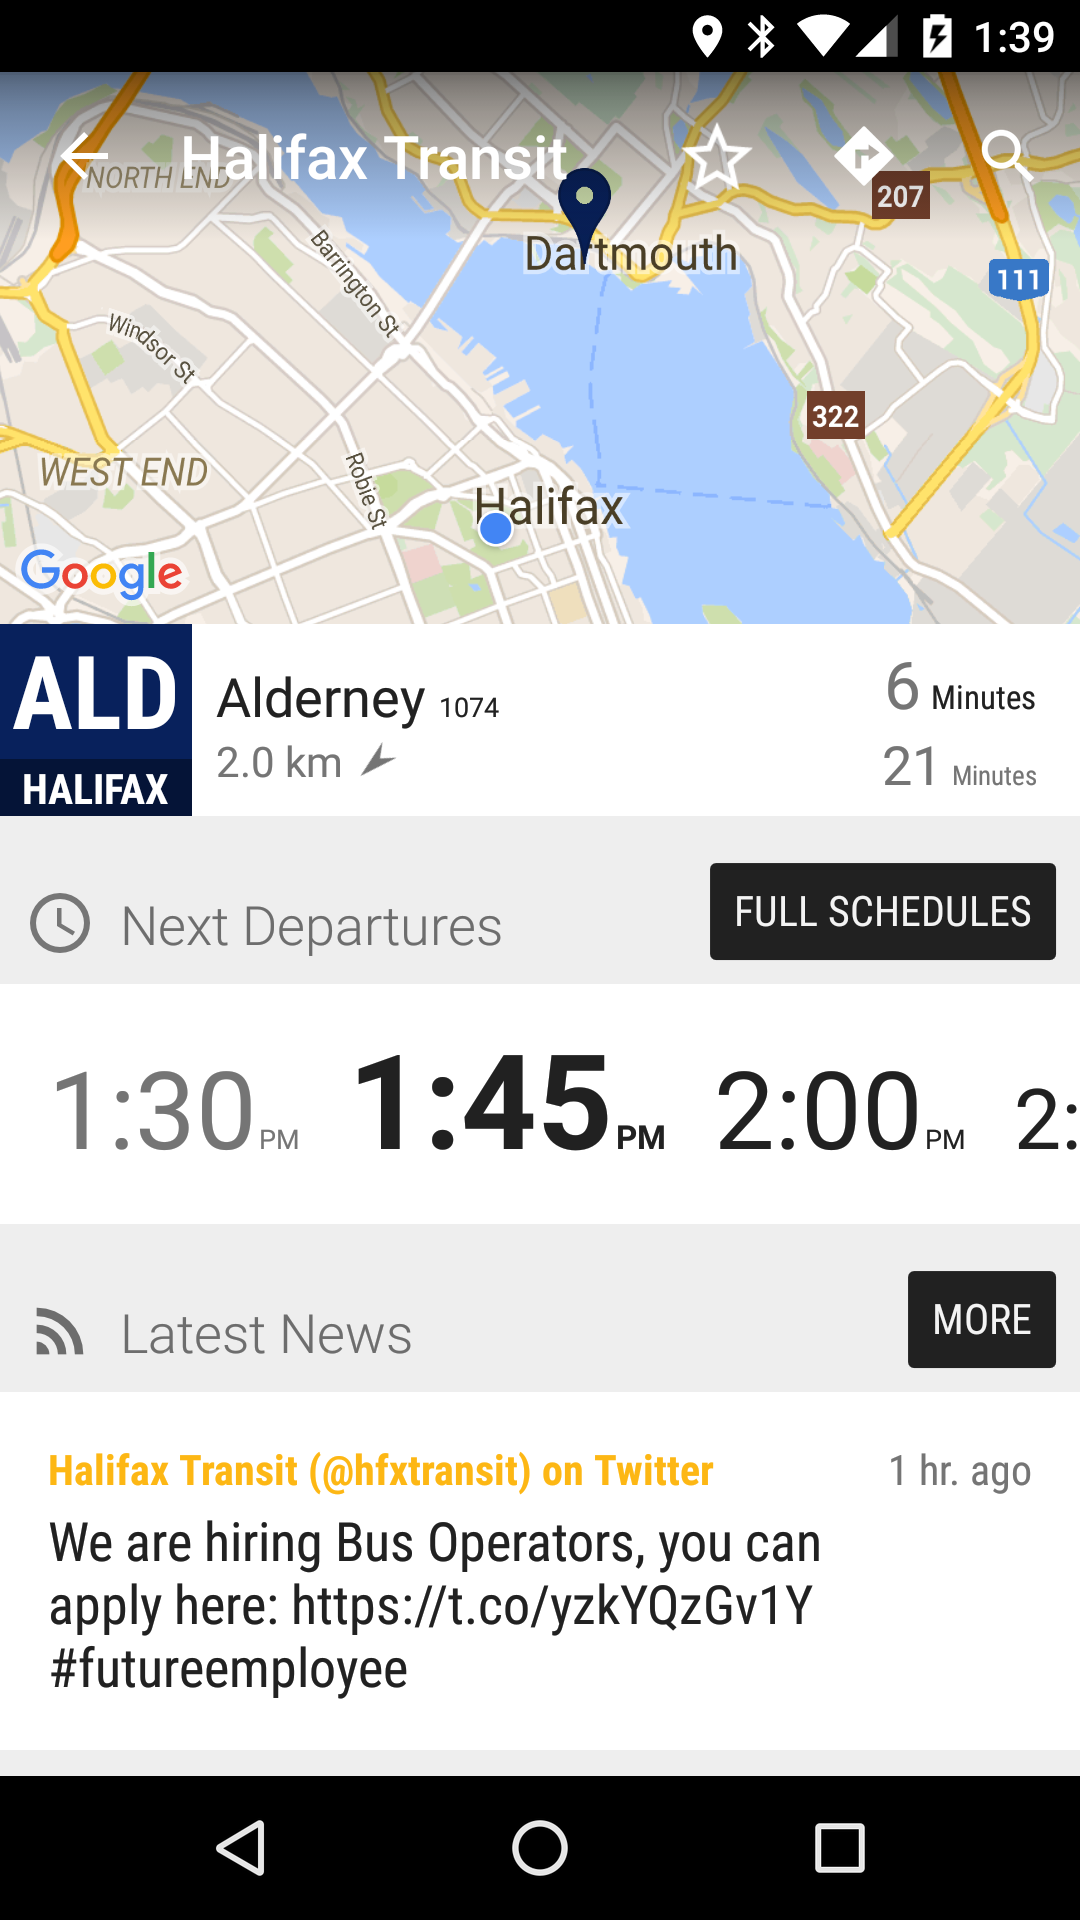 1:39
Halifax Transit
NORTH END
207
Dartmouth
Barrington St
111
Windsor St
322
WEST END
Robie St
Halifax
Google
ALD
HALIFAX
Alderney 1074
6 Minutes
2.0 km
21 Minutes
Next Departures
FULL SCHEDULES
1:30 PM 1:45 PM 2:00 PM 2:
Latest News
MORE
Halifax Transit (@hfxtransit) on Twitter 1 hr. ago
We are hiring Bus Operators, you can
apply here: https://t.co/yzkYQzGv1Y
#futureemployee